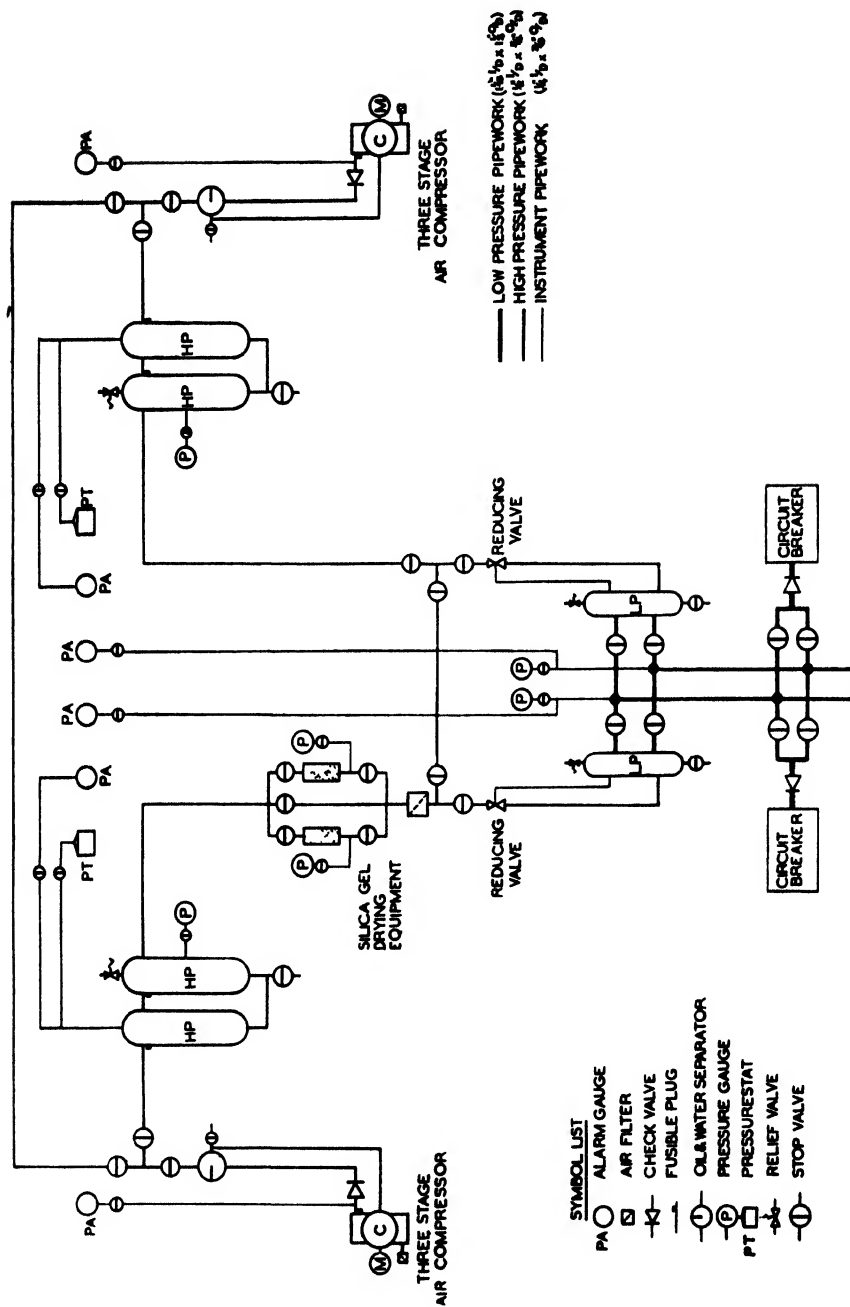 PA
THREE STAGE
AIR COMPRESSOR
M
C
PA
PT
HP
HP
P
PA
PA
PA
PA
PT
HP
HP
P
PA
THREE STAGE
AIR COMPRESSOR
M
C
SILICA GEL
DRYING
EQUIPMENT
P
P
P
P
REDUCING
VALVE
REDUCING
VALVE
LP
LP
CIRCUIT
BREAKER
CIRCUIT
BREAKER
LOW PRESSURE PIPEWORK
HIGH PRESSURE PIPEWORK
INSTRUMENT PIPEWORK
SYMBOL LIST
PA ALARM GAUGE
AIR FILTER
CHECK VALVE
FUSIBLE PLUG
OIL & WATER SEPARATOR
P PRESSURE GAUGE
PT PRESSURESTAT
RELIEF VALVE
STOP VALVE